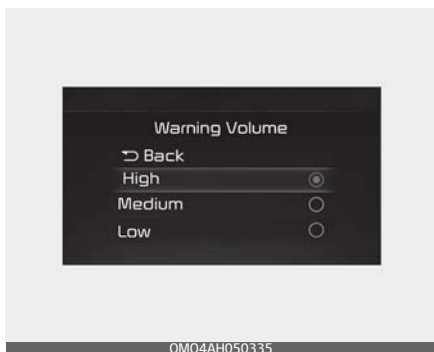 Warning Volume
Back
High
Medium
Low
OMO4AH050335